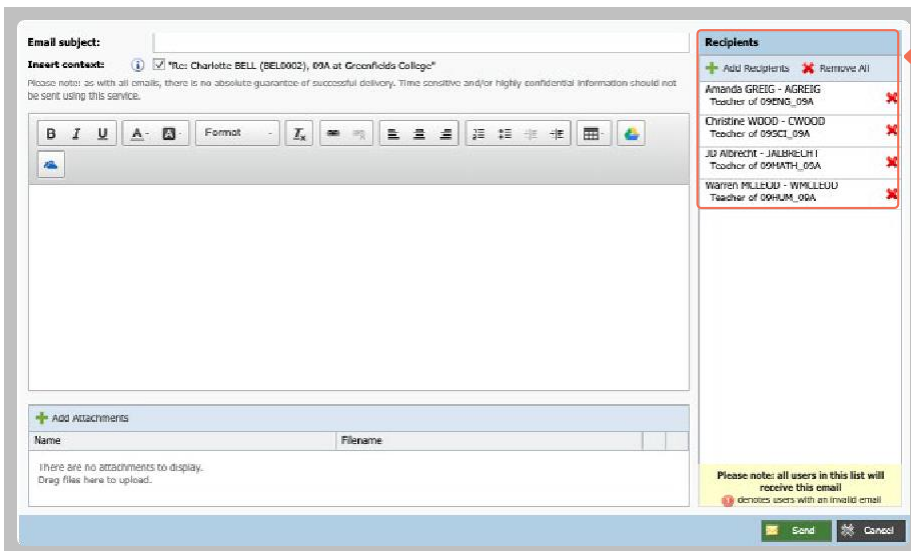 Email subject:
Insert context: "Re: Charlotte BELL (BEL0002), 09A at Greenfields College"
Please note: as with all emails, there is no absolute guarantee of successful delivery. Time sensitive and/or highly confidential information should not
be sent using this service.
B I U A A Format Tx
Add Attachments
Name Filename
There are no attachments to display.
Drag files here to upload.
Recipients
Add Recipients Remove All
Amanda GREIG - AGREIG
Teacher of 09ENG_09A
Christine WOOD - CWOOD
Teacher of 09SCI_09A
JD Albrecht - JALBRECHT
Teacher of 09MATH_09A
Warren MCLEOD - WMCLEOD
Teacher of 09HUM_09A
Please note: all users in this list will
receive this email
denotes users with an invalid email
Send Cancel